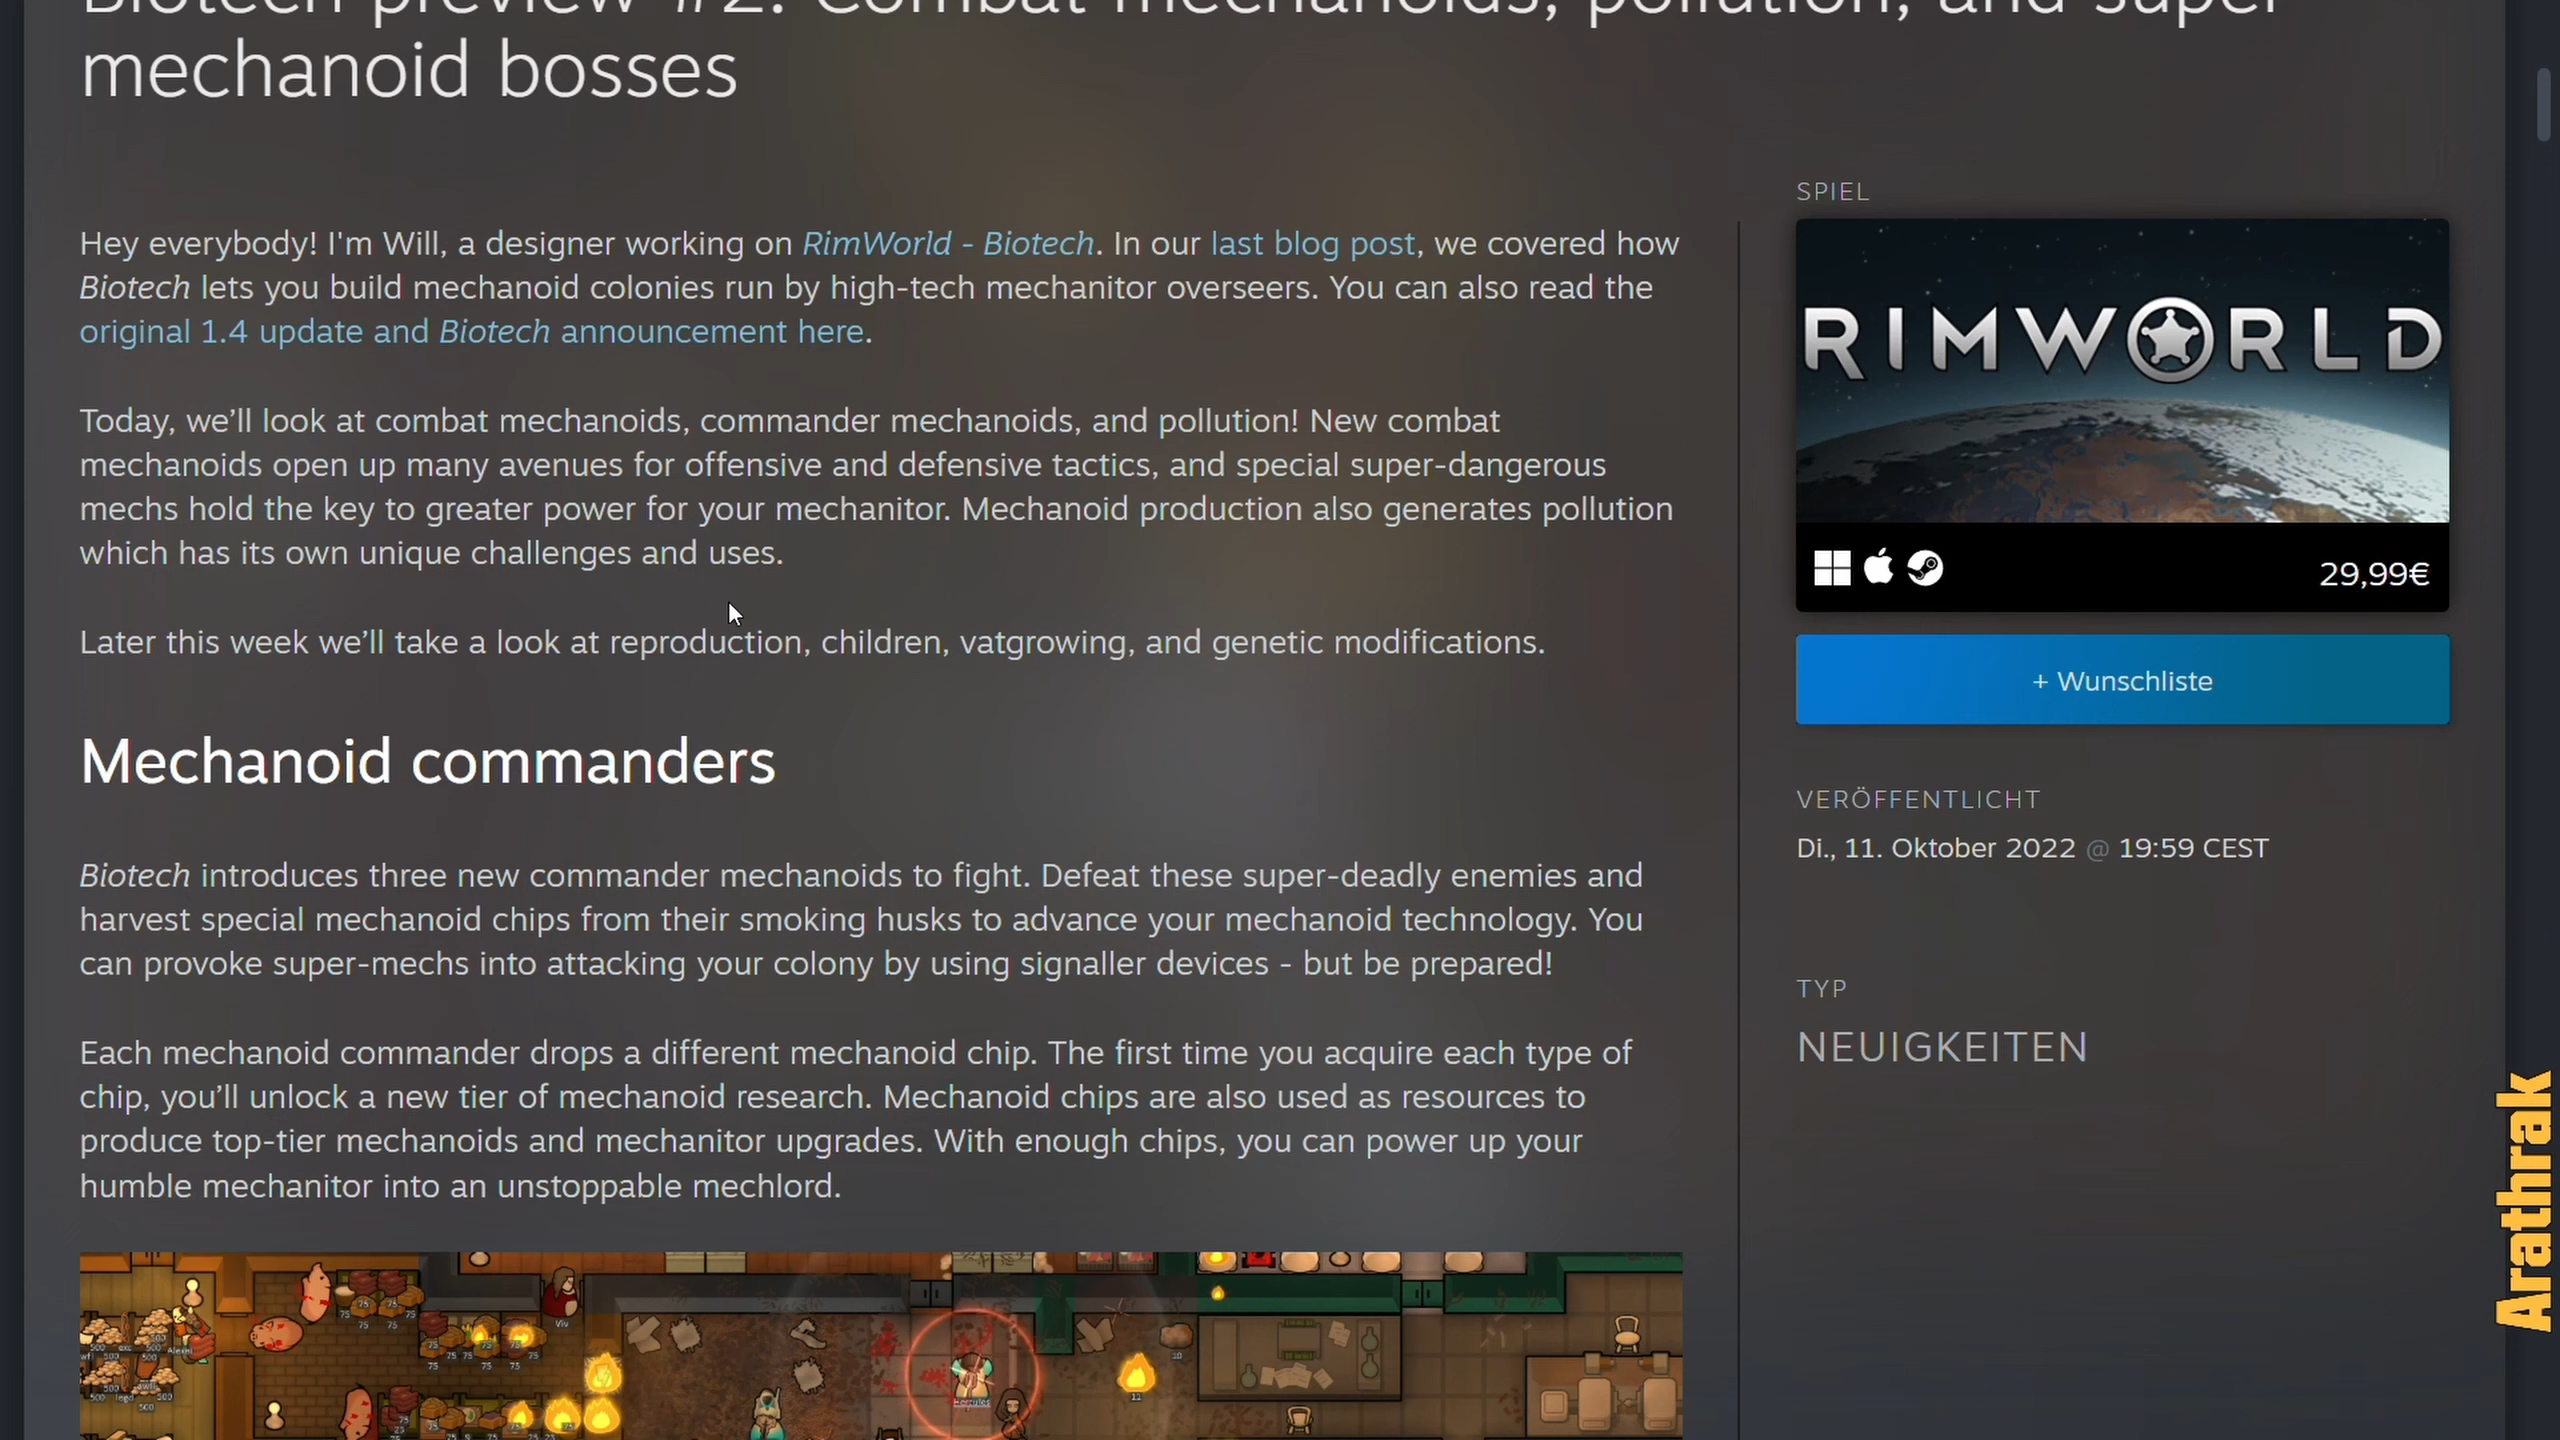 Biotech preview #2: Combat mechanoids, pollution, and super
mechanoid bosses
Hey everybody! I'm Will, a designer working on RimWorld - Biotech. In our last blog post, we covered how
Biotech lets you build mechanoid colonies run by high-tech mechanitor overseers. You can also read the
original 1.4 update and Biotech announcement here.
Today, we’ll look at combat mechanoids, commander mechanoids, and pollution! New combat
mechanoids open up many avenues for offensive and defensive tactics, and special super-dangerous
mechs hold the key to greater power for your mechanitor. Mechanoid production also generates pollution
which has its own unique challenges and uses.
Later this week we’ll take a look at reproduction, children, vatgrowing, and genetic modifications.
Mechanoid commanders
Biotech introduces three new commander mechanoids to fight. Defeat these super-deadly enemies and
harvest special mechanoid chips from their smoking husks to advance your mechanoid technology. You
can provoke super-mechs into attacking your colony by using signaller devices - but be prepared!
Each mechanoid commander drops a different mechanoid chip. The first time you acquire each type of
chip, you’ll unlock a new tier of mechanoid research. Mechanoid chips are also used as resources to
produce top-tier mechanoids and mechanitor upgrades. With enough chips, you can power up your
humble mechanitor into an unstoppable mechlord.
Viv
Alexei
Hercules
SPIEL
RIMWORLD
29,99€
+ Wunschliste
VERÖFFENTLICHT
Di., 11. Oktober 2022 @ 19:59 CEST
TYP
NEUIGKEITEN
Arathrak